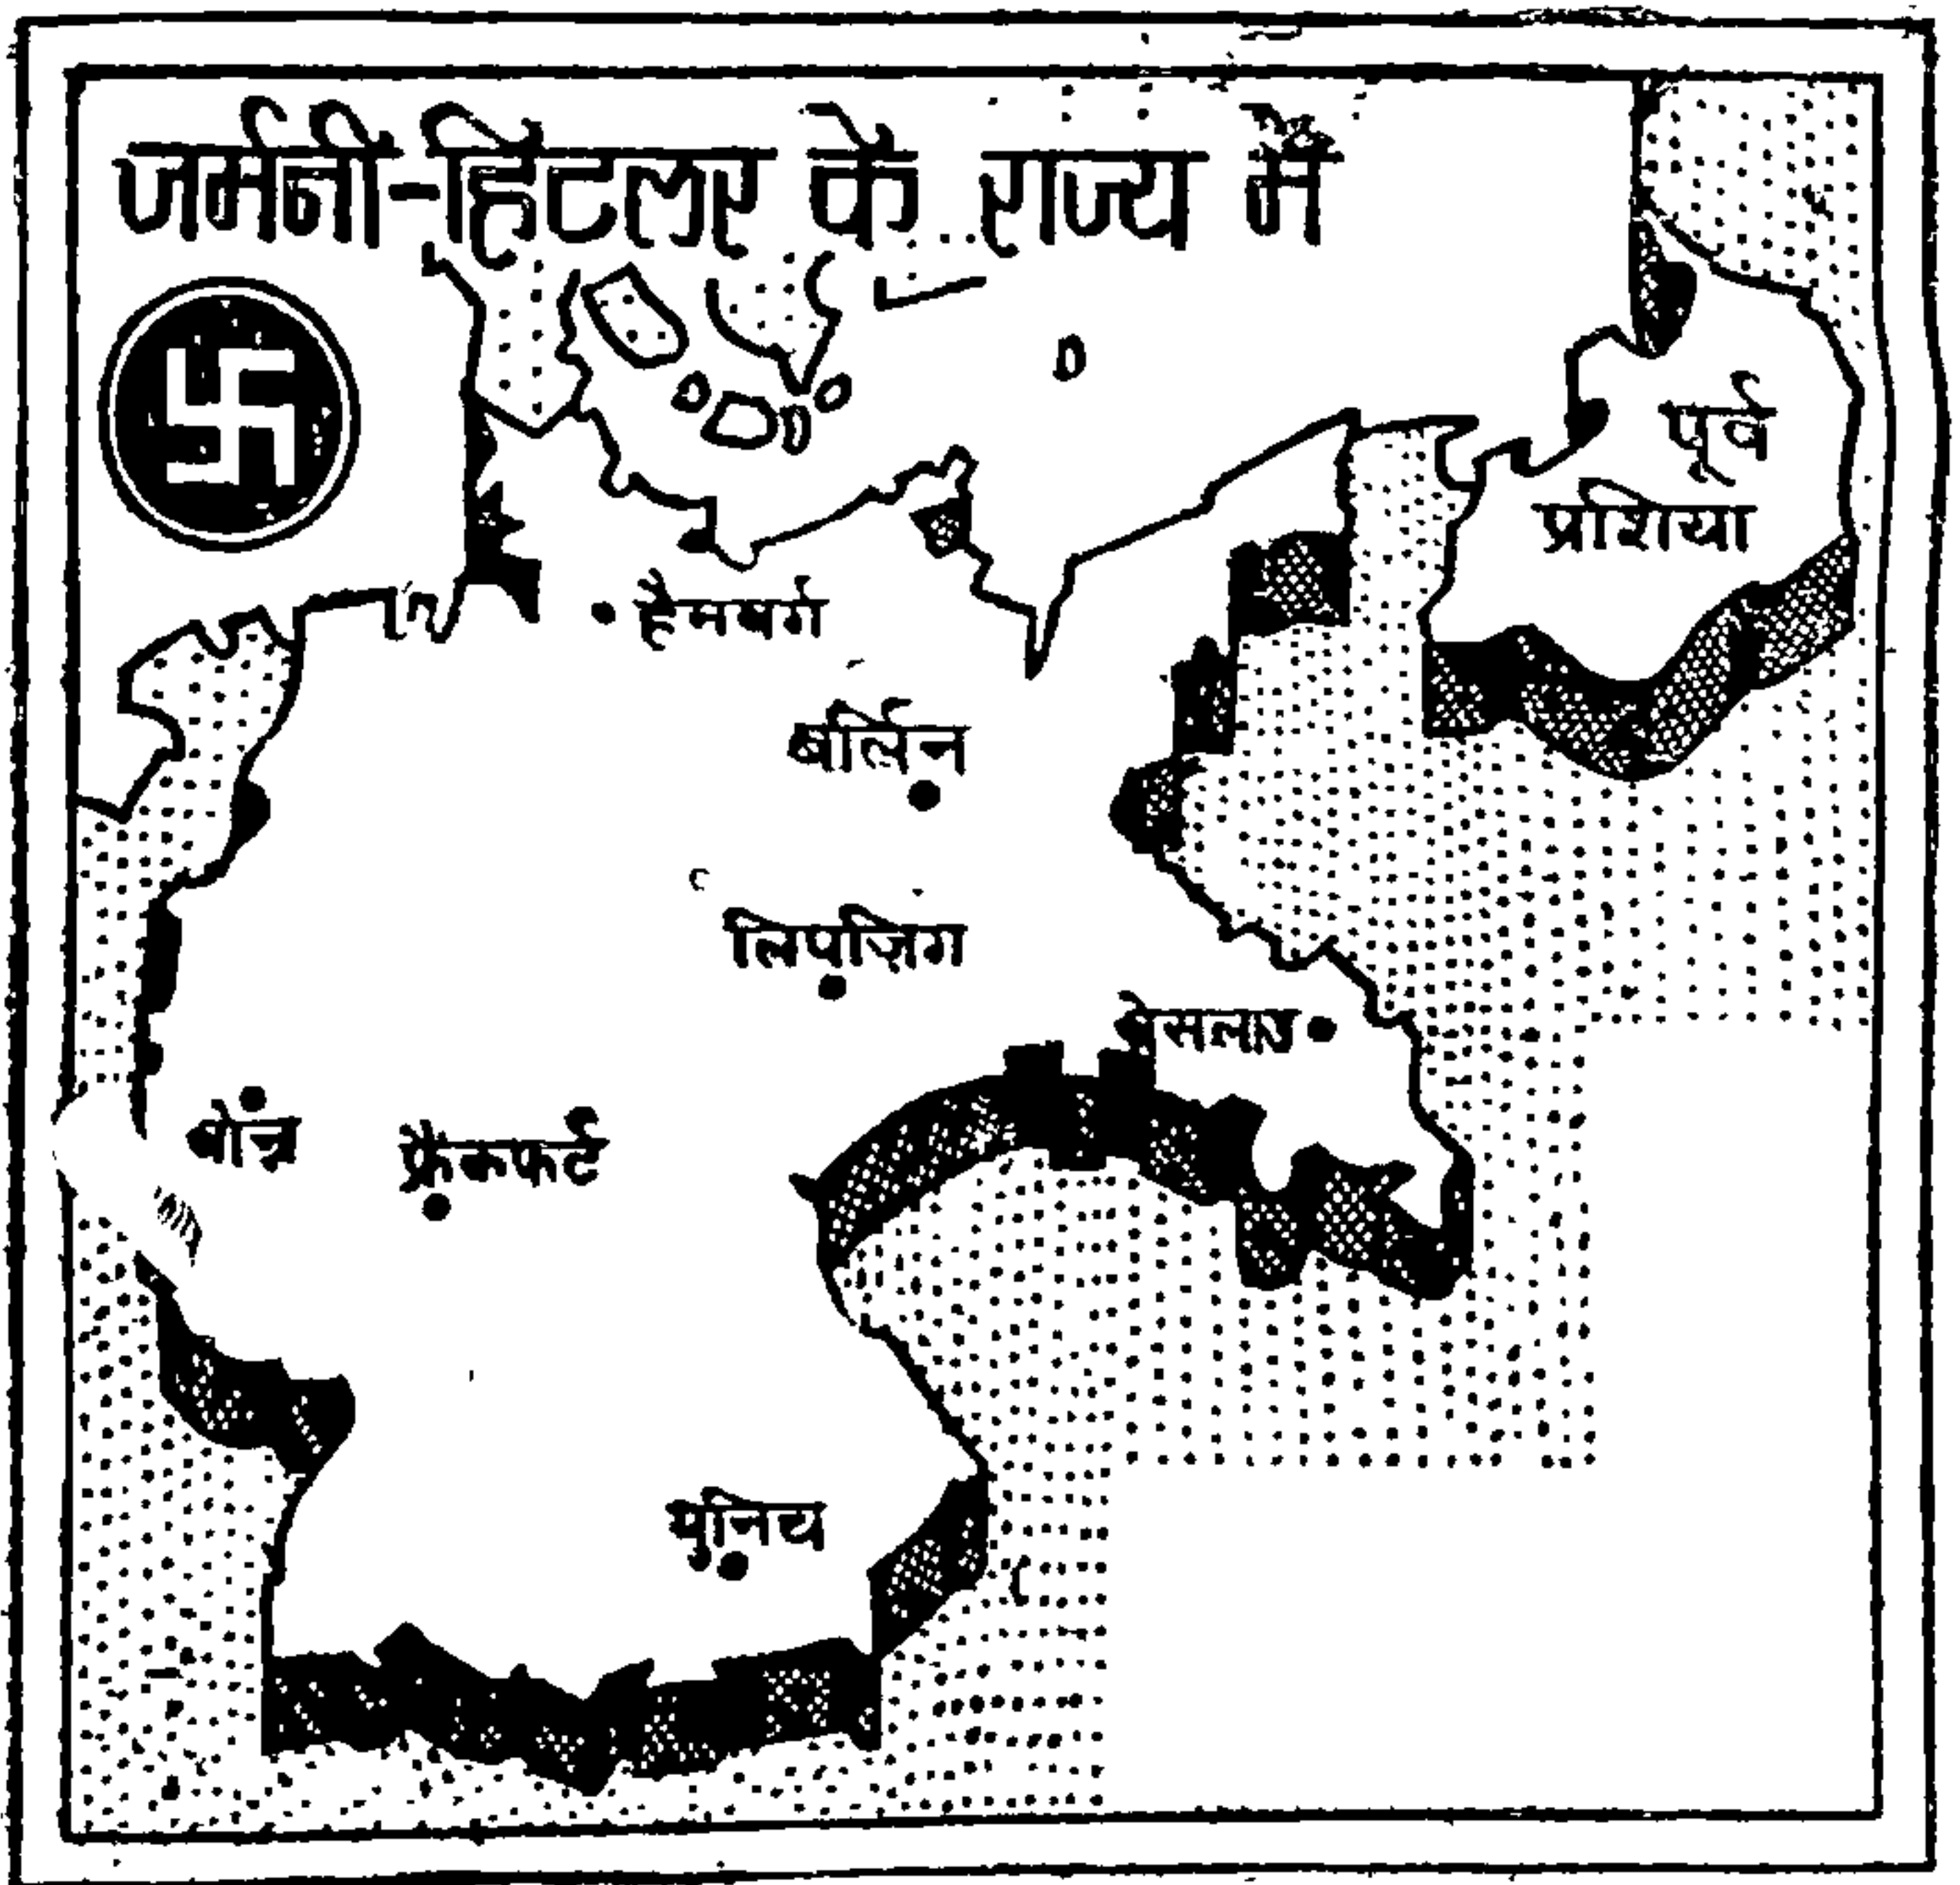 जर्मनी-हिटलर के राज्य में
पूर्व
प्रशिया
हैमबर्ग
बर्लिन
लिपज़िग
ब्रेसलाउ
बॉन
फ्रैंकफर्ट
मुनिच